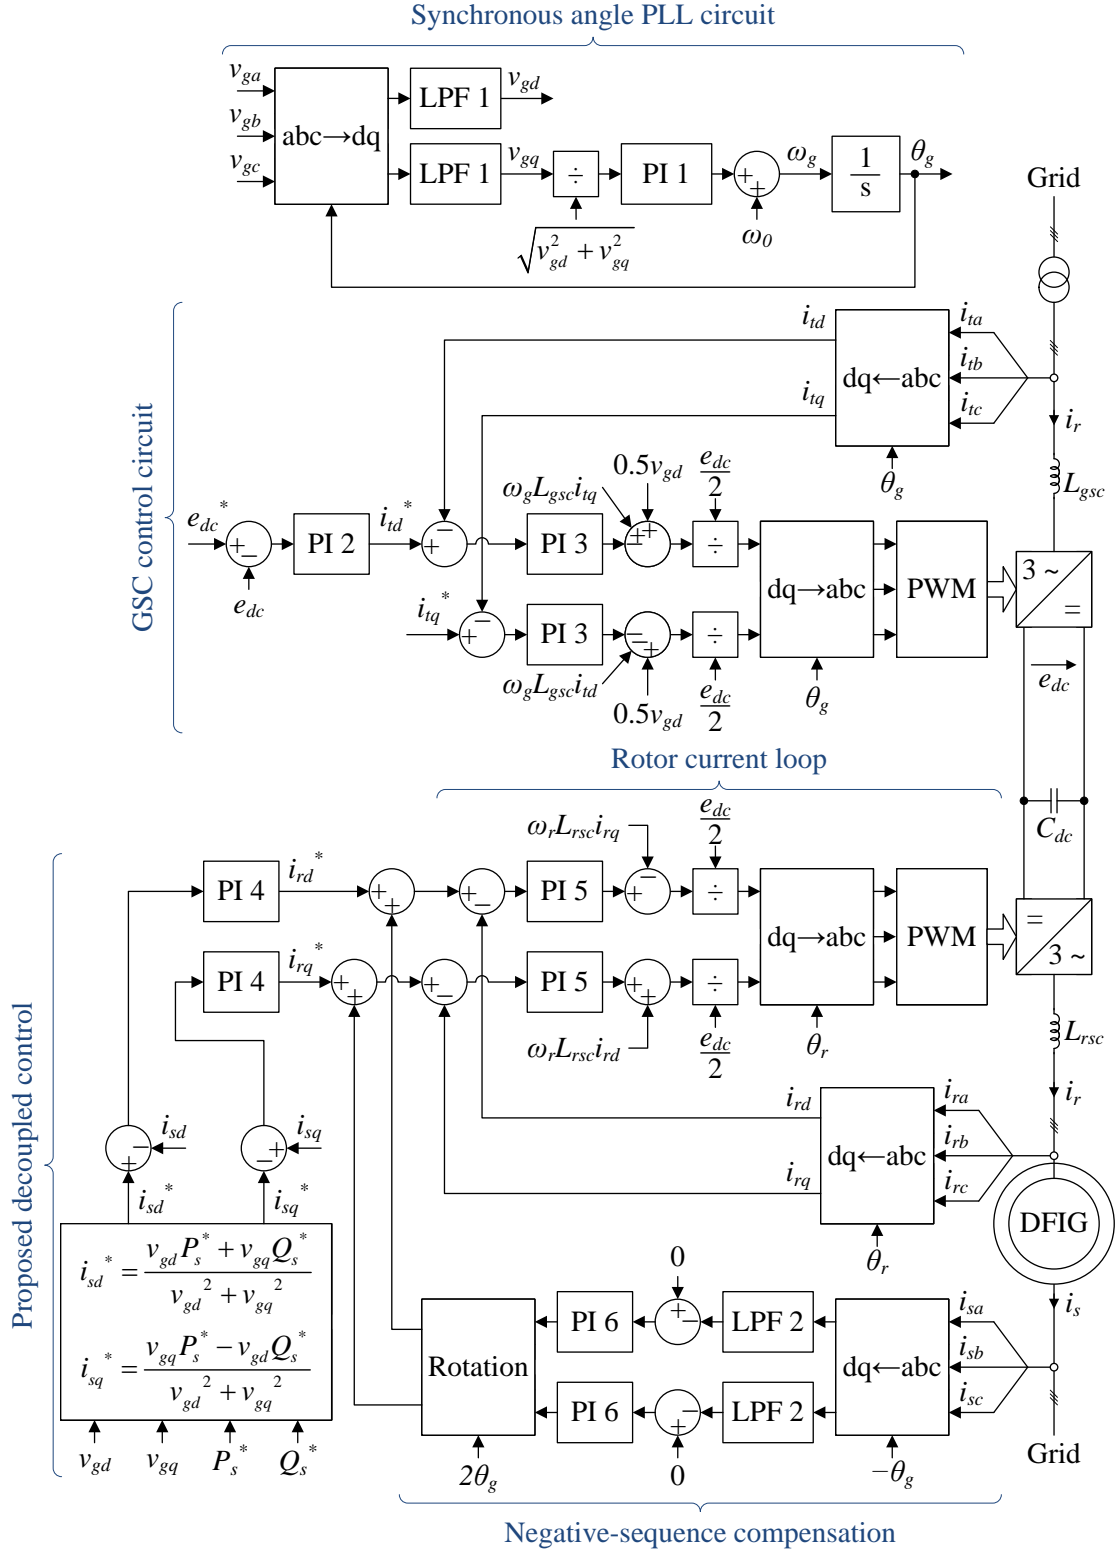 Synchronous angle PLL circuit
v_ga
v_gb
v_gc
abc→dq
LPF 1
v_gd
LPF 1
v_gq
÷
√(v_gd^2 + v_gq^2)
PI 1
+
+
ω_0
ω_g
1/s
θ_g
Grid
GSC control circuit
i_td
i_tq
dq←abc
i_ta
i_tb
i_tc
θ_g
i_r
L_gsc
e_dc*
+
−
e_dc
PI 2
i_td*
+
−
PI 3
ω_g L_gsc i_tq
0.5v_gd
±
+
e_dc/2
÷
dq→abc
PWM
3 ~
=
i_tq*
+
−
PI 3
ω_g L_gsc i_td
−
−
+
0.5v_gd
÷
e_dc/2
θ_g
e_dc
Rotor current loop
C_dc
Proposed decoupled control
PI 4
i_rd*
+
+
+
−
PI 5
ω_r L_rsc i_rq
+
−
e_dc/2
÷
dq→abc
PWM
=
3 ~
PI 4
i_rq*
+
+
+
−
PI 5
ω_r L_rsc i_rd
+
+
÷
e_dc/2
θ_r
L_rsc
i_r
i_rd
i_rq
dq←abc
i_ra
i_rb
i_rc
θ_r
DFIG
i_sd
−
+
i_sd*
i_sq
+
−
i_sq*
i_sd* = (v_gd P_s* + v_gq Q_s*) / (v_gd^2 + v_gq^2)
i_sq* = (v_gq P_s* − v_gd Q_s*) / (v_gd^2 + v_gq^2)
v_gd
v_gq
P_s*
Q_s*
Rotation
2θ_g
PI 6
0
+
−
LPF 2
PI 6
−
+
0
LPF 2
dq←abc
i_sa
i_sb
i_sc
−θ_g
i_s
Grid
Negative-sequence compensation